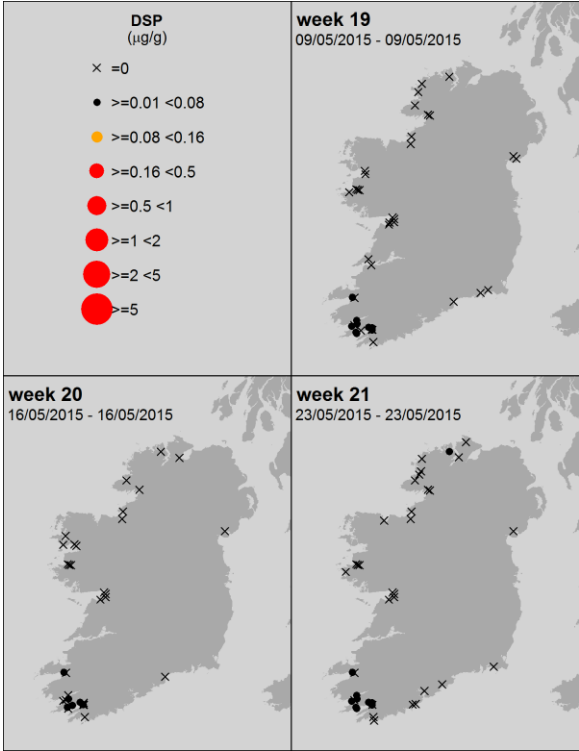 DSP
(µg/g)
=0
>=0.01 <0.08
>=0.08 <0.16
>=0.16 <0.5
>=0.5 <1
>=1 <2
>=2 <5
>=5
week 19
09/05/2015 - 09/05/2015
week 20
16/05/2015 - 16/05/2015
week 21
23/05/2015 - 23/05/2015